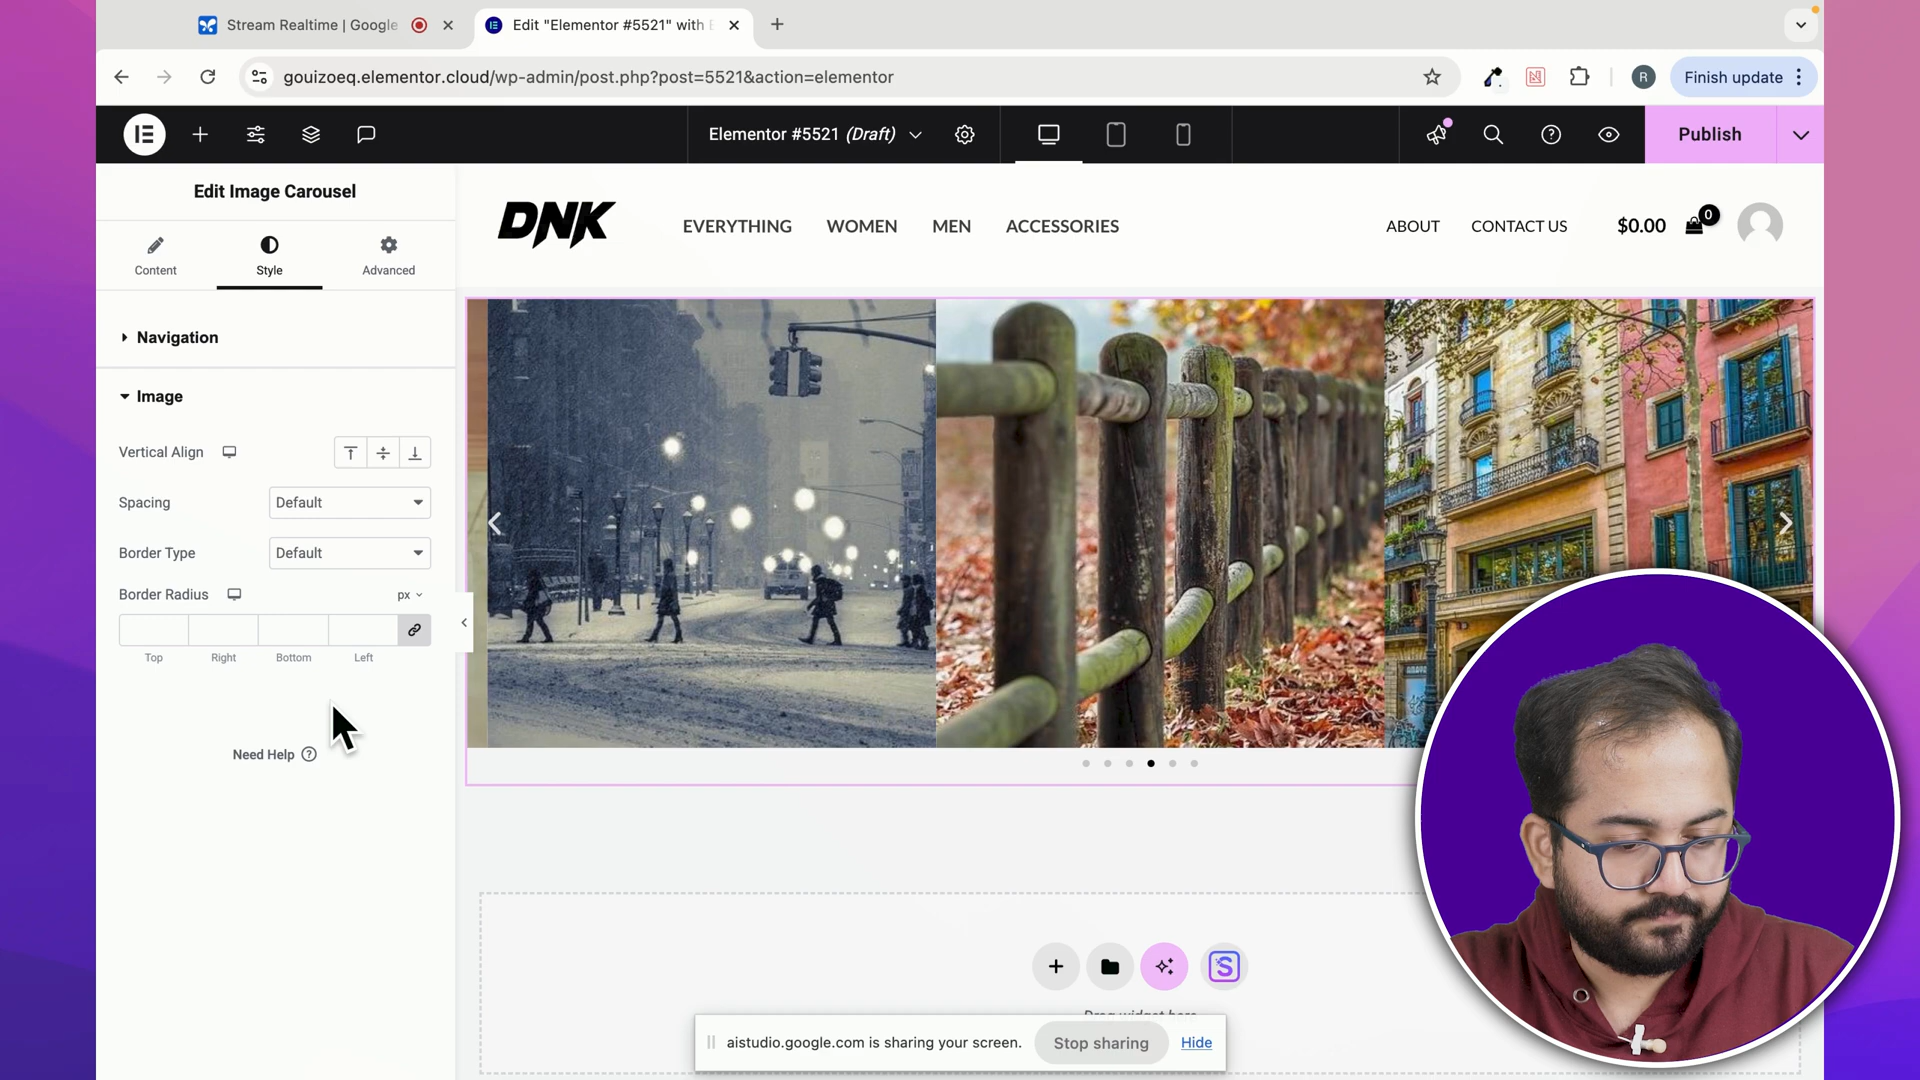 Stream Realtime | Google
Edit "Elementor #5521" with E
gouizoeq.elementor.cloud/wp-admin/post.php?post=5521&action=elementor
R
Finish update
Elementor #5521 (Draft)
Publish
Edit Image Carousel
Content
Style
Advanced
DNK
EVERYTHING
WOMEN
MEN
ACCESSORIES
ABOUT
CONTACT US
$0.00
0
Navigation
Image
Vertical Align
Spacing
Default
Border Type
Default
Border Radius
px
Top
Right
Bottom
Left
Need Help
S
Drag widget here
aistudio.google.com is sharing your screen.
Stop sharing
Hide